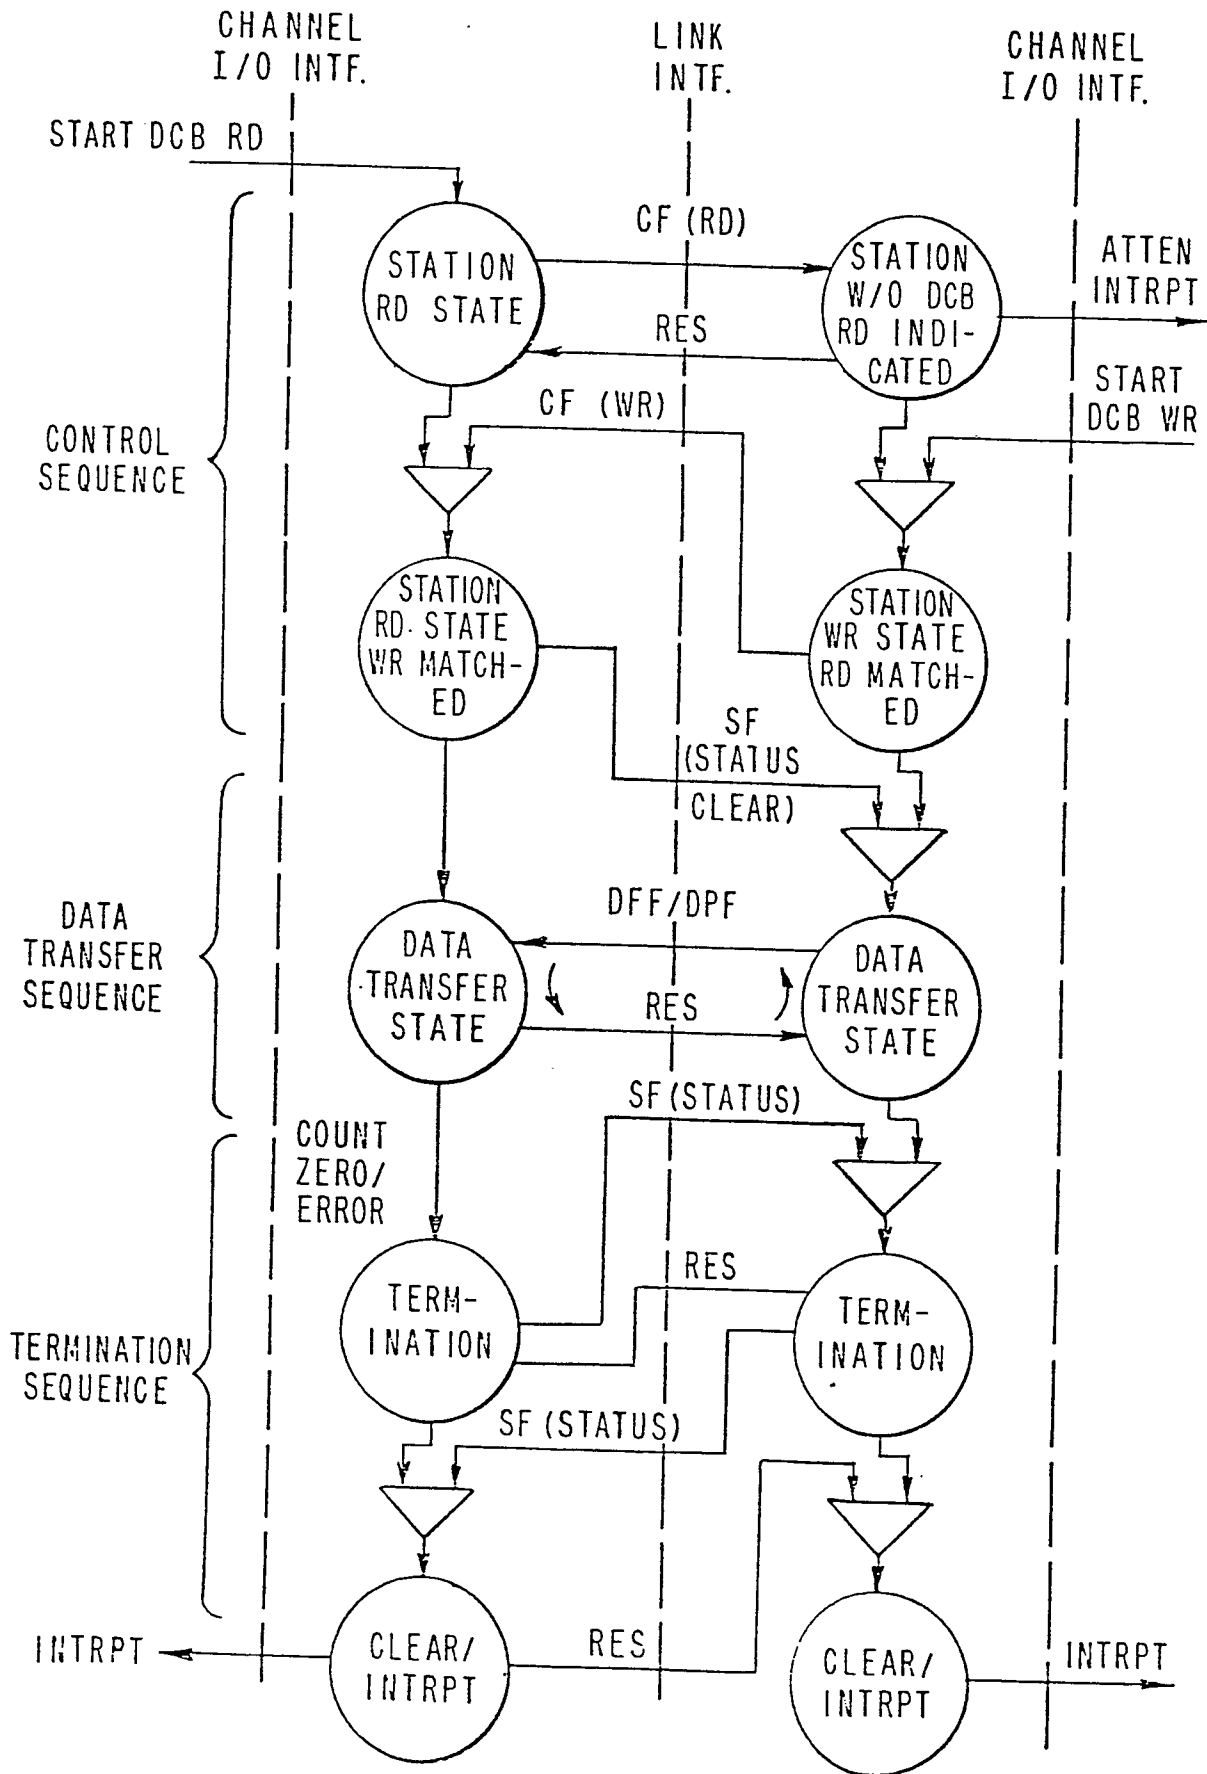 CHANNEL
I/O INTF.
LINK
INTF.
CHANNEL
I/O INTF.
START DCB RD
CF (RD)
STATION
RD STATE
STATION
W/O DCB
RD INDI-
CATED
ATTEN
INTRPT
RES
CF (WR)
START
DCB WR
CONTROL
SEQUENCE
STATION
RD STATE
WR MATCH-
ED
STATION
WR STATE
RD MATCH-
ED
SF
(STATUS
CLEAR)
DATA
TRANSFER
SEQUENCE
DFF/DPF
DATA
TRANSFER
STATE
RES
DATA
TRANSFER
STATE
SF (STATUS)
COUNT
ZERO/
ERROR
RES
TERM-
INATION
TERM-
INATION
TERMINATION
SEQUENCE
SF (STATUS)
INTRPT
CLEAR/
INTRPT
RES
CLEAR/
INTRPT
INTRPT